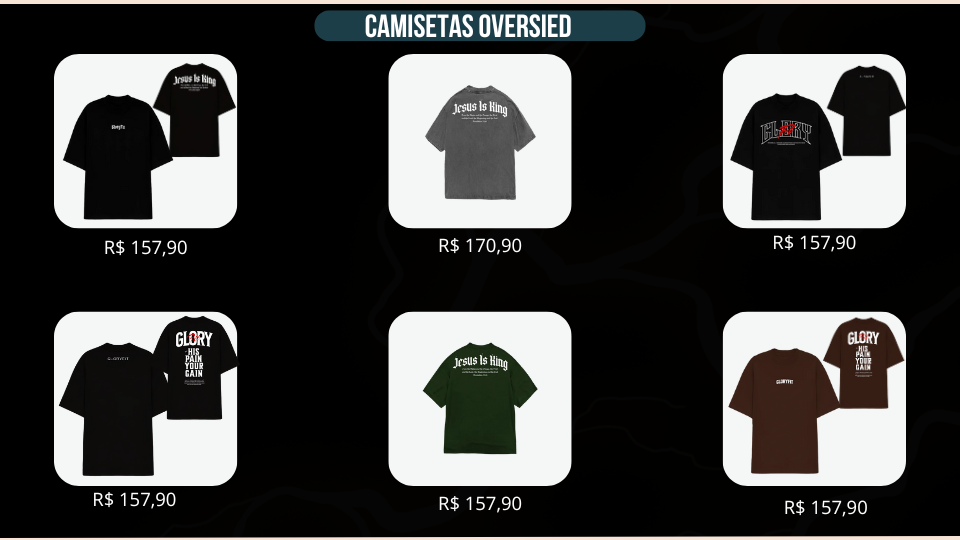 CAMISETAS OVERSIED
Jesus Is King
R$ 157,90
Jesus Is King
R$ 170,90
GLORY
R$ 157,90
GLORYFIT
GLORY
HIS
PAIN
YOUR
GAIN
R$ 157,90
Jesus Is King
R$ 157,90
GLORYFIT
GLORY
HIS
PAIN
YOUR
GAIN
R$ 157,90